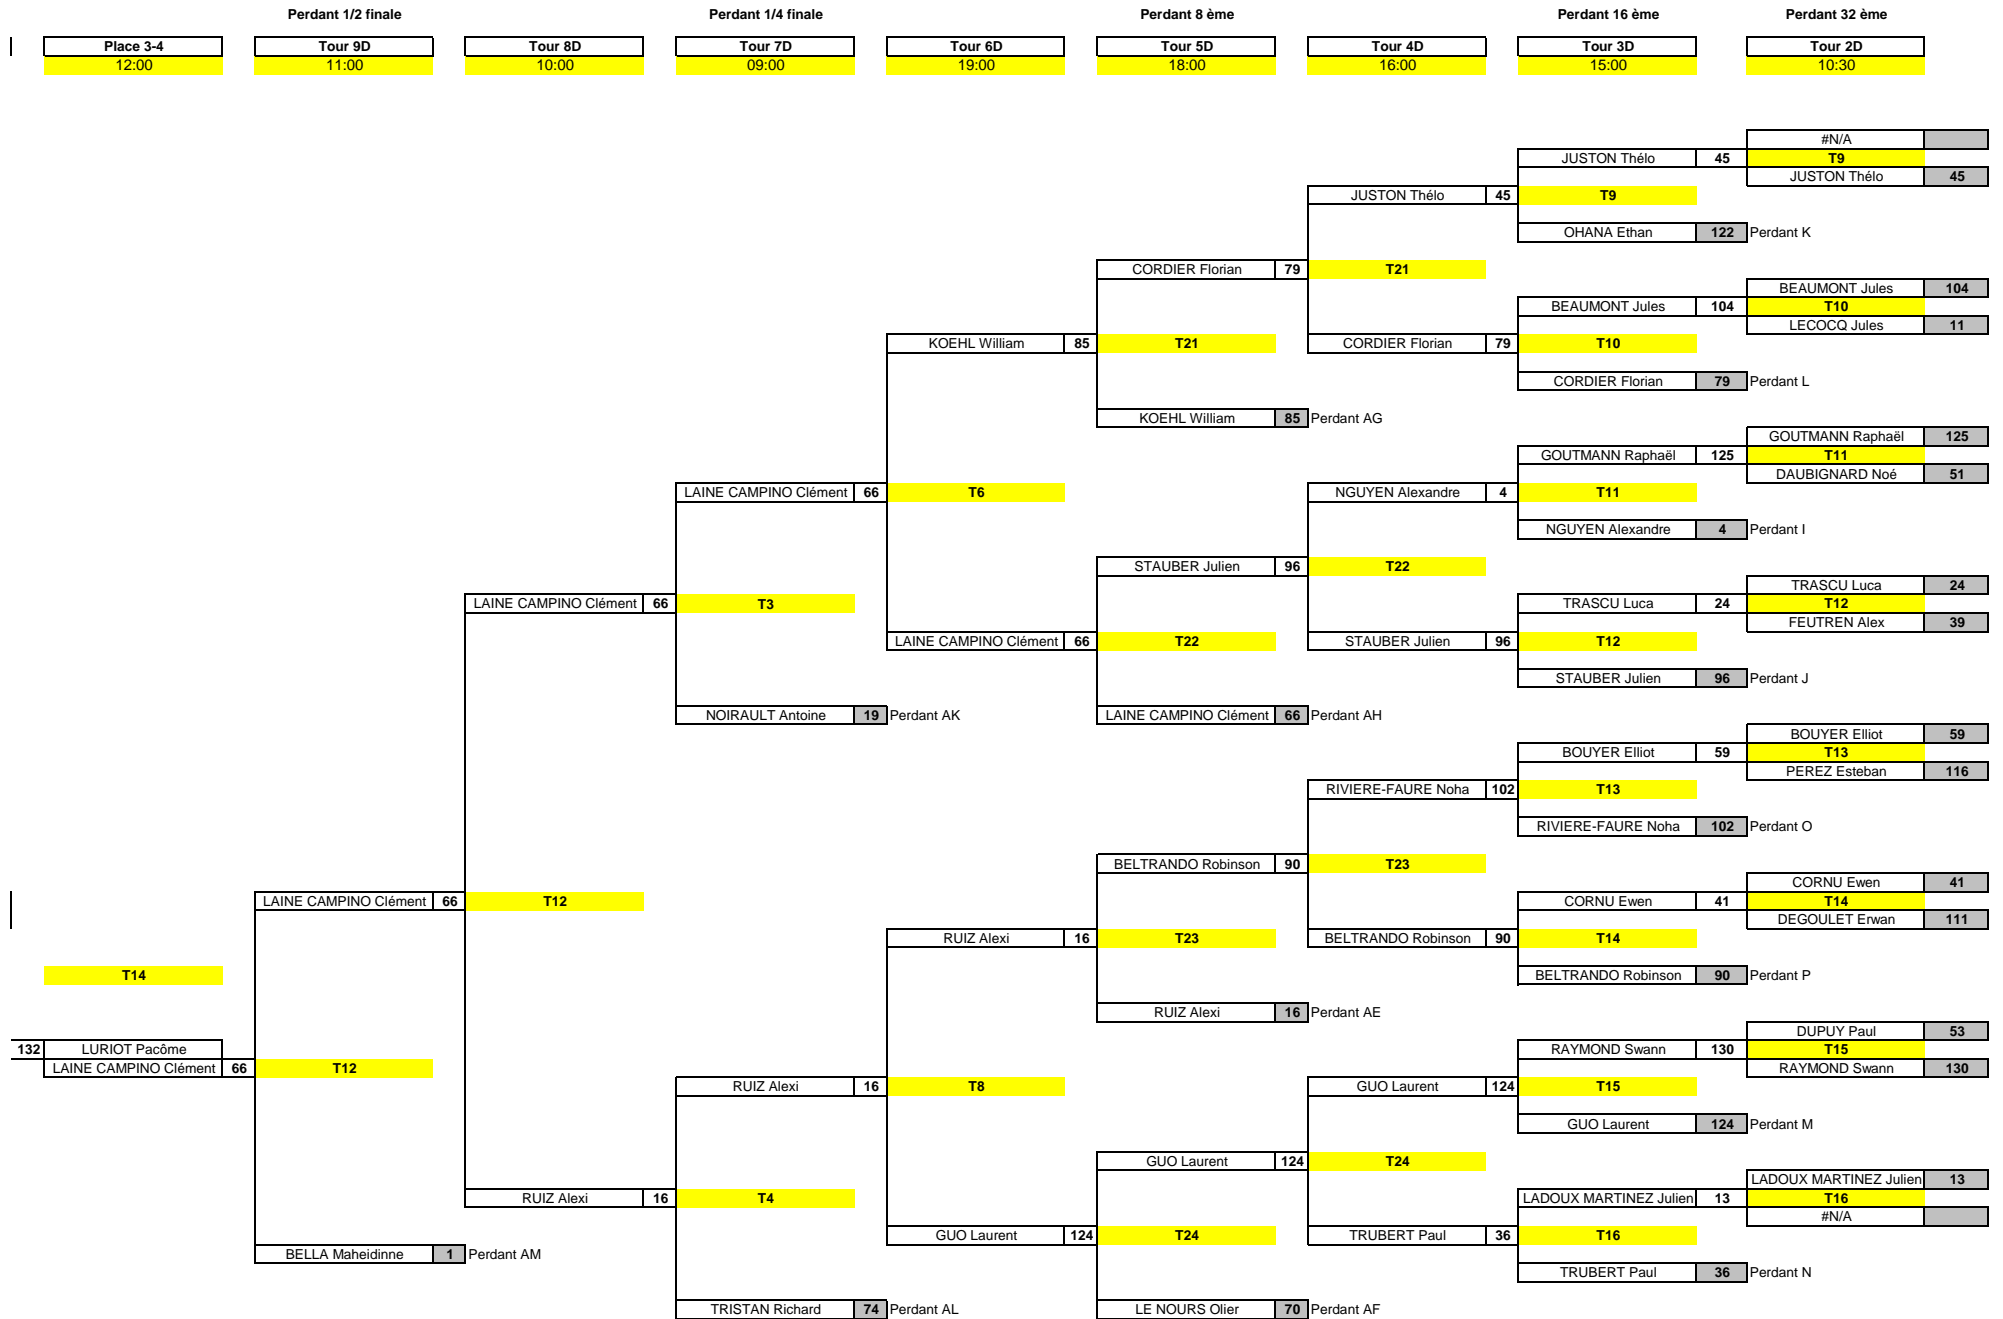 Perdant 1/2 finale Perdant 1/4 finale Perdant 8 ème Perdant 16 ème Perdant 32 ème
Place 3-4 Tour 9D Tour 8D Tour 7D Tour 6D Tour 5D Tour 4D Tour 3D Tour 2D
12:00 11:00 10:00 09:00 19:00 18:00 16:00 15:00 10:30
#N/A
JUSTON Thélo 45 T9
JUSTON Thélo 45
JUSTON Thélo 45 T9
OHANA Ethan 122 Perdant K
CORDIER Florian 79 T21
BEAUMONT Jules 104
BEAUMONT Jules 104 T10
LECOCQ Jules 11
KOEHL William 85 T21 CORDIER Florian 79 T10
CORDIER Florian 79 Perdant L
KOEHL William 85 Perdant AG
GOUTMANN Raphaël 125
GOUTMANN Raphaël 125 T11
DAUBIGNARD Noé 51
LAINE CAMPINO Clément 66 T6 NGUYEN Alexandre 4 T11
NGUYEN Alexandre 4 Perdant I
STAUBER Julien 96 T22
TRASCU Luca 24
LAINE CAMPINO Clément 66 T3 TRASCU Luca 24 T12
FEUTREN Alex 39
LAINE CAMPINO Clément 66 T22 STAUBER Julien 96 T12
STAUBER Julien 96 Perdant J
NOIRAULT Antoine 19 Perdant AK LAINE CAMPINO Clément 66 Perdant AH
BOUYER Elliot 59
BOUYER Elliot 59 T13
PEREZ Esteban 116
RIVIERE-FAURE Noha 102 T13
RIVIERE-FAURE Noha 102 Perdant O
BELTRANDO Robinson 90 T23
CORNU Ewen 41
LAINE CAMPINO Clément 66 T12 CORNU Ewen 41 T14
DEGOULET Erwan 111
RUIZ Alexi 16 T23 BELTRANDO Robinson 90 T14
T14 BELTRANDO Robinson 90 Perdant P
RUIZ Alexi 16 Perdant AE
DUPUY Paul 53
132 LURIOT Pacôme RAYMOND Swann 130 T15
LAINE CAMPINO Clément 66 T12 RAYMOND Swann 130
RUIZ Alexi 16 T8 GUO Laurent 124 T15
GUO Laurent 124 Perdant M
GUO Laurent 124 T24
LADOUX MARTINEZ Julien 13
RUIZ Alexi 16 T4 LADOUX MARTINEZ Julien 13 T16
#N/A
GUO Laurent 124 T24 TRUBERT Paul 36 T16
BELLA Maheidinne 1 Perdant AM
TRUBERT Paul 36 Perdant N
TRISTAN Richard 74 Perdant AL LE NOURS Olier 70 Perdant AF